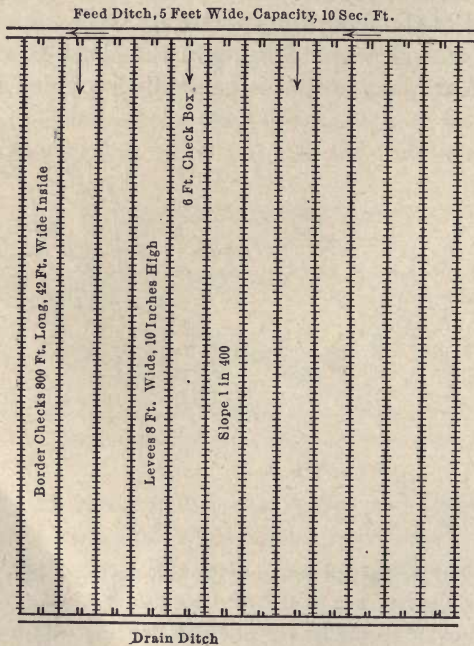 Feed Ditch, 5 Feet Wide, Capacity, 10 Sec. Ft.
Border Checks 800 Ft. Long, 42 Ft. Wide Inside
Levees 8 Ft. Wide, 10 Inches High
6 Ft. Check Box.
Slope 1 in 400
Drain Ditch